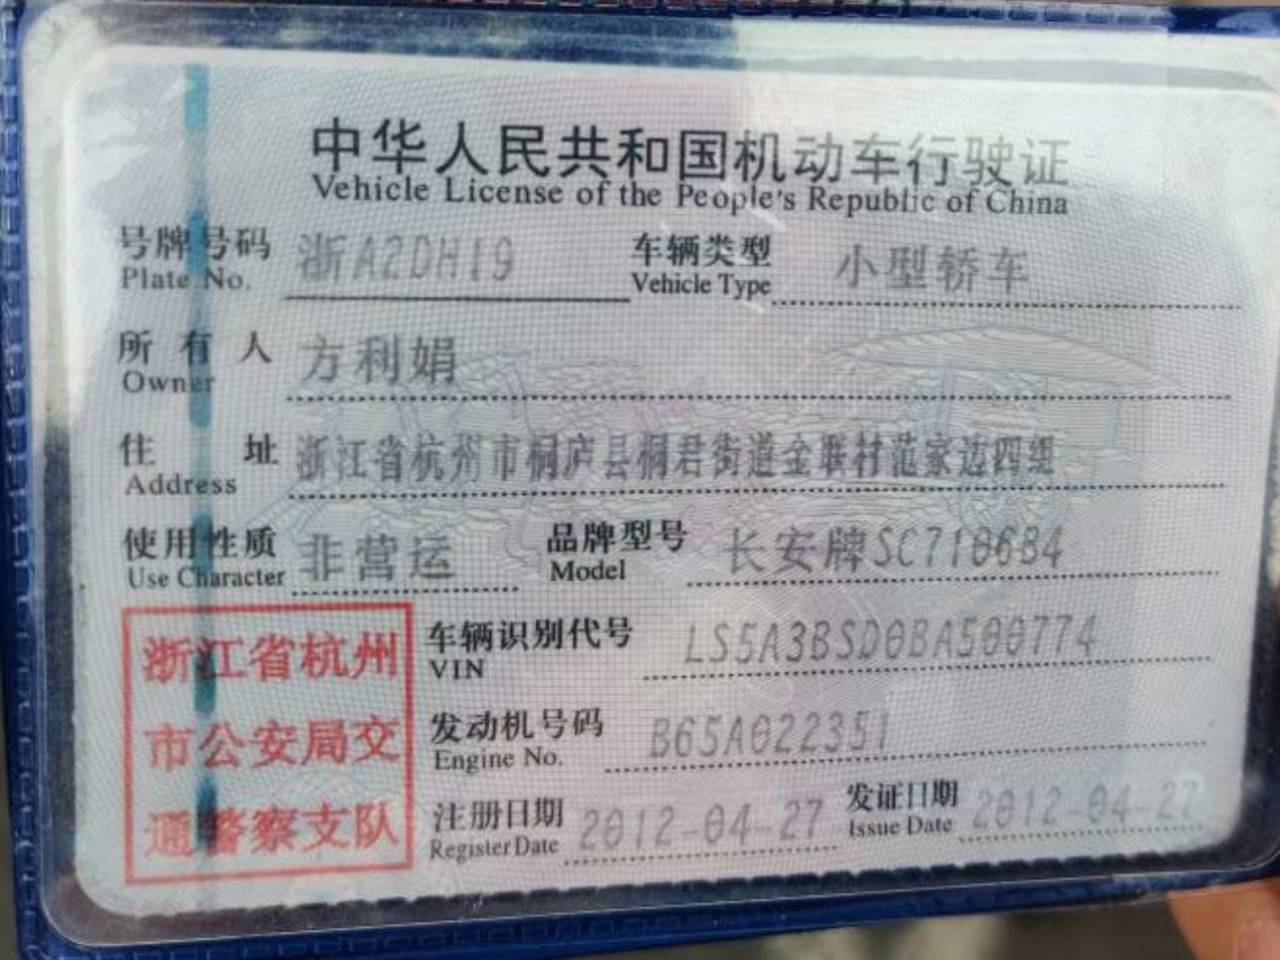 中华人民共和国机动车行驶证
Vehicle License of the People's Republic of China
号牌号码 浙A2DH19 车辆类型 小型轿车
Plate No. Vehicle Type
所有人 方利娟
Owner
住址 浙江省杭州市桐庐县桐君街道金联村范家边四组
Address
使用性质 非营运 品牌型号 长安牌SC7106B4
Use Character Model
浙江省杭州
市公安局交
通警察支队
车辆识别代号 LS5A3BSD0BA500774
VIN
发动机号码 B65A022351
Engine No.
注册日期 2012-04-27 发证日期 2012-04-27
Register Date Issue Date